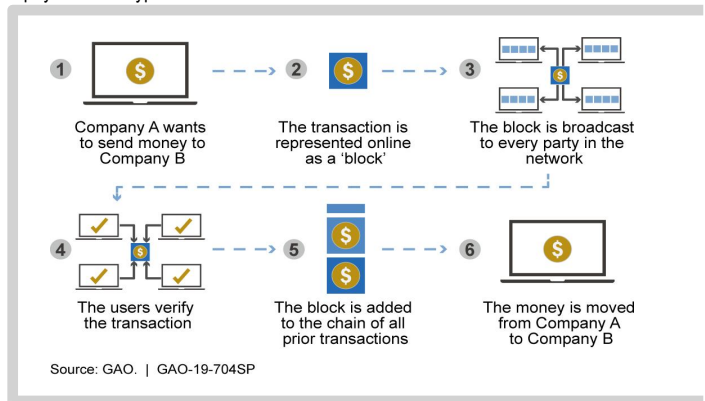 1
$
2
$
3
$
Company A wants
to send money to
Company B
The transaction is
represented online
as a ‘block’
The block is broadcast
to every party in the
network
4
$
5
$
$
6
$
The users verify
the transaction
The block is added
to the chain of all
prior transactions
The money is moved
from Company A
to Company B
Source: GAO. | GAO-19-704SP